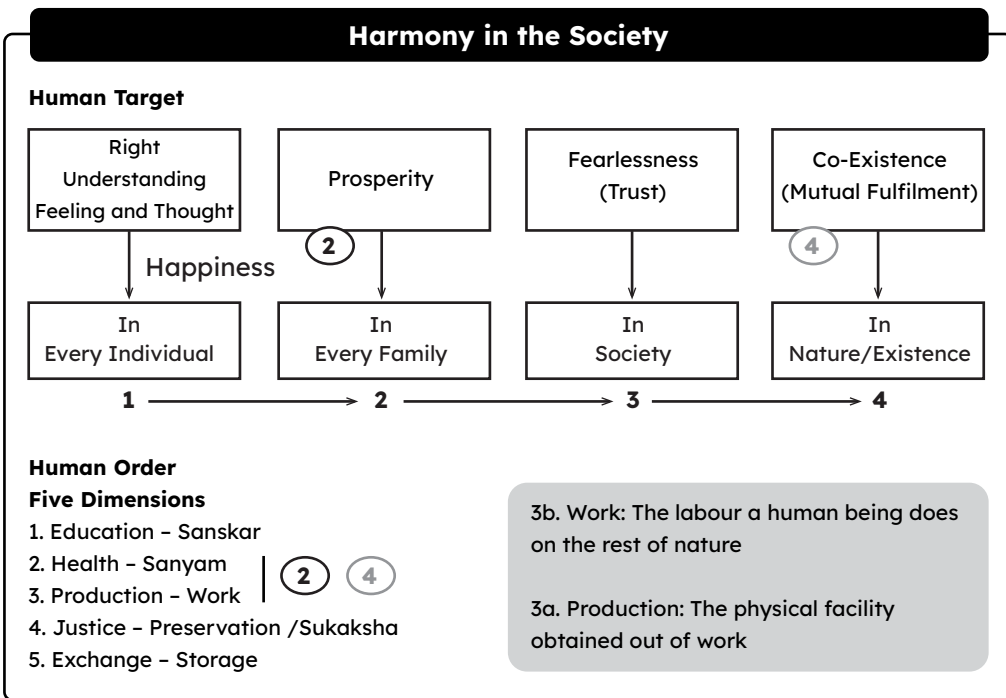 Harmony in the Society
Human Target
Right
Understanding
Feeling and Thought
Prosperity
Fearlessness
(Trust)
Co-Existence
(Mutual Fulfilment)
2
4
Happiness
In
Every Individual
In
Every Family
In
Society
In
Nature/Existence
1
2
3
4
Human Order
Five Dimensions
1. Education – Sanskar
2. Health – Sanyam
3. Production – Work
2
4
4. Justice – Preservation /Sukaksha
5. Exchange – Storage
3b. Work: The labour a human being does
on the rest of nature
3a. Production: The physical facility
obtained out of work